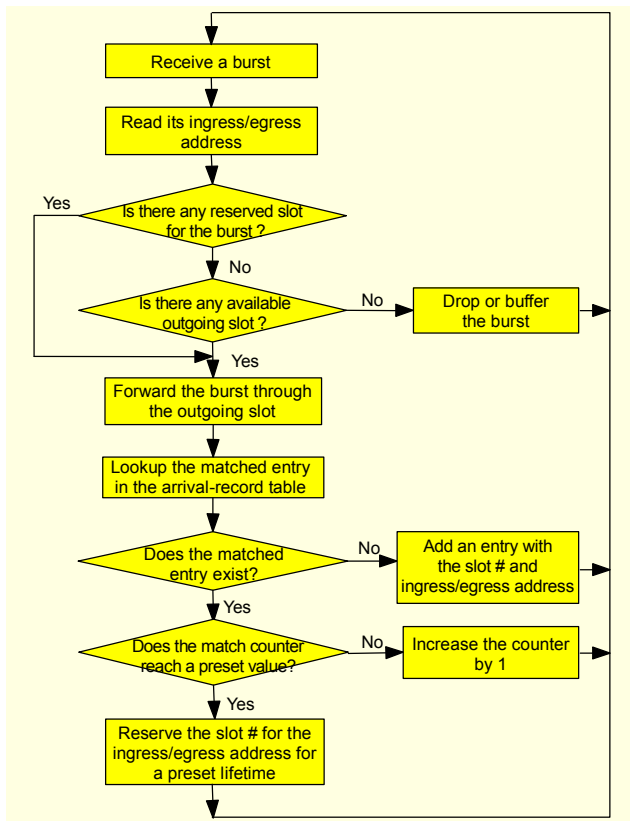 Receive a burst
Read its ingress/egress
address
Is there any reserved slot
for the burst ?
Yes
No
Is there any available
outgoing slot ?
No
Drop or buffer
the burst
Yes
Forward the burst through
the outgoing slot
Lookup the matched entry
in the arrival-record table
Does the matched
entry exist?
No
Add an entry with
the slot # and
ingress/egress address
Yes
Does the match counter
reach a preset value?
No
Increase the counter
by 1
Yes
Reserve the slot # for the
ingress/egress address for
a preset lifetime